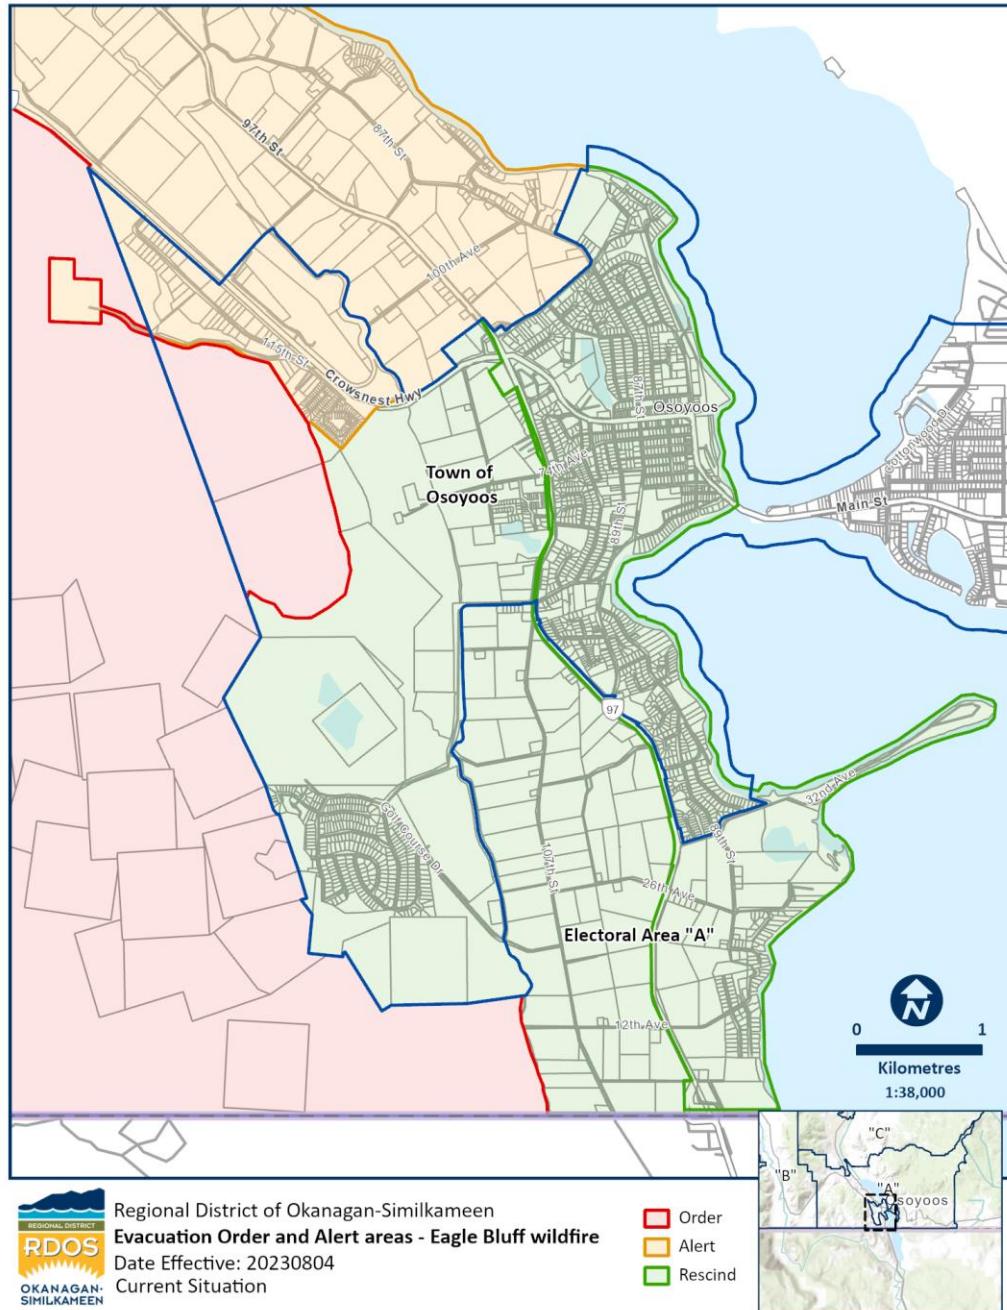 97th St
87th St
100th Ave
115th St
Crowsnest Hwy
87th St
Osoyoos
Cottonwood Dr
Town of
Osoyoos
74th Ave
Main St
89th St
97
32nd Ave
Golf Course Dr
89th St
107th St
26th Ave
Electoral Area "A"
N
12th Ave
0 1
Kilometres
1:38,000
"C"
"B"
"A"
soyoos
REGIONAL DISTRICT
RDOS
OKANAGAN-
SIMILKAMEEN
Regional District of Okanagan-Similkameen
Evacuation Order and Alert areas - Eagle Bluff wildfire
Date Effective: 20230804
Current Situation
Order
Alert
Rescind